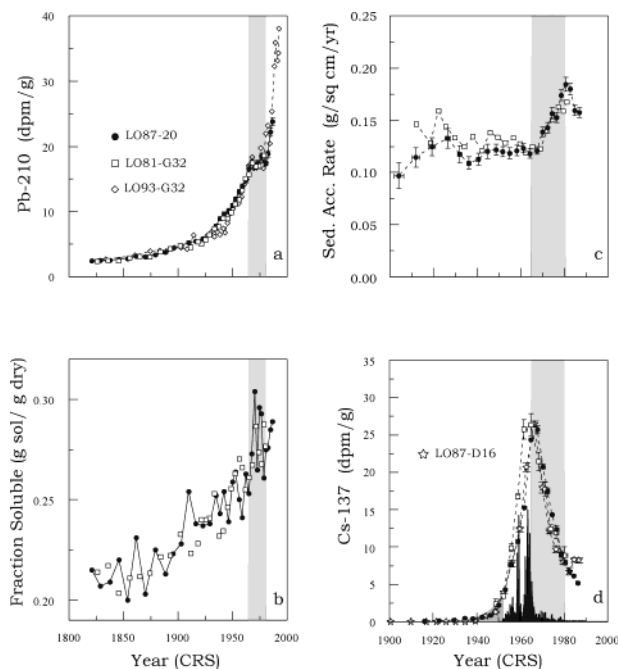 40
30
20
10
0
Pb-210 (dpm/g)
LO87-20
LO81-G32
LO93-G32
a
0.25
0.20
0.15
0.10
0.05
0.00
Sed. Acc. Rate (g/sq cm/yr)
c
0.30
0.25
0.20
Fraction Soluble (g sol/ g dry)
b
1800 1850 1900 1950 2000
Year (CRS)
35
30
25
20
15
10
5
0
Cs-137 (dpm/g)
LO87-D16
d
1900 1920 1940 1960 1980 2000
Year (CRS)